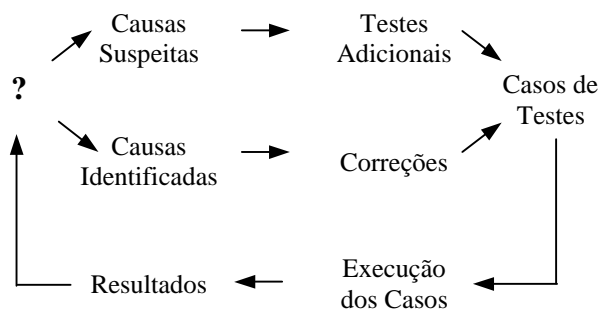 Causas
Suspeitas
Testes
Adicionais
?
Casos de
Testes
Causas
Identificadas
Correções
Resultados
Execução
dos Casos